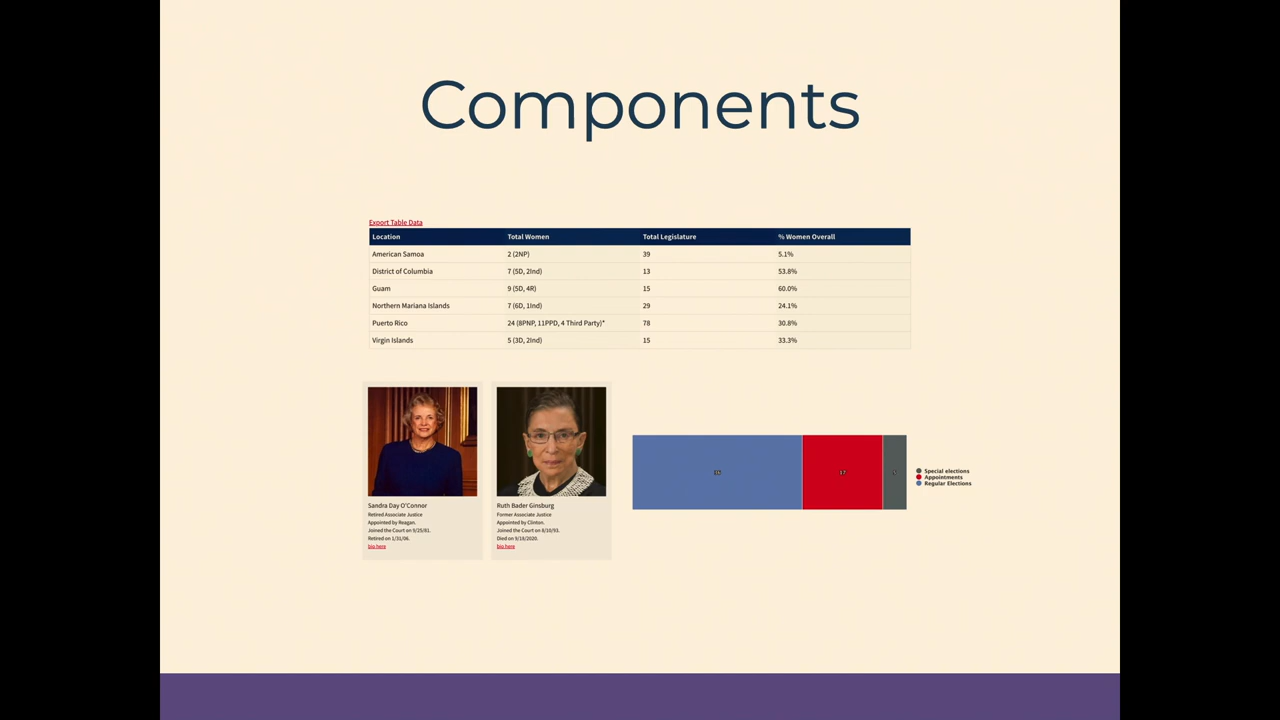 Components
Export Table Data
Location Total Women Total Legislature % Women Overall
American Samoa 2 (2NP) 39 5.1%
District of Columbia 7 (5D, 2Ind) 13 53.8%
Guam 9 (5D, 4R) 15 60.0%
Northern Mariana Islands 7 (6D, 1Ind) 29 24.1%
Puerto Rico 24 (8PNP, 11PPD, 4 Third Party)* 78 30.8%
Virgin Islands 5 (3D, 2Ind) 15 33.3%
Sandra Day O'Connor
Retired Associate Justice
Appointed by Reagan.
Joined the Court on 9/25/81.
Retired on 1/31/06.
bio here
Ruth Bader Ginsburg
Former Associate Justice
Appointed by Clinton.
Joined the Court on 8/10/93.
Died on 9/18/2020.
bio here
17
Special elections
Appointments
Regular Elections